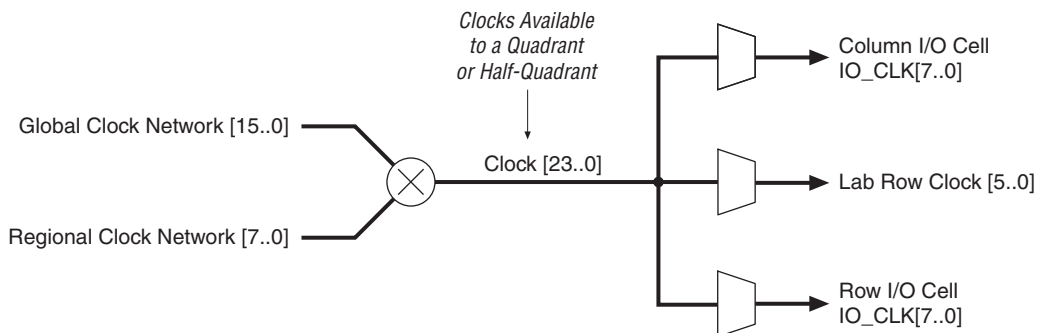 Clocks Available
to a Quadrant
or Half-Quadrant
Column I/O Cell
IO_CLK[7..0]
Global Clock Network [15..0]
Clock [23..0]
Lab Row Clock [5..0]
Regional Clock Network [7..0]
Row I/O Cell
IO_CLK[7..0]